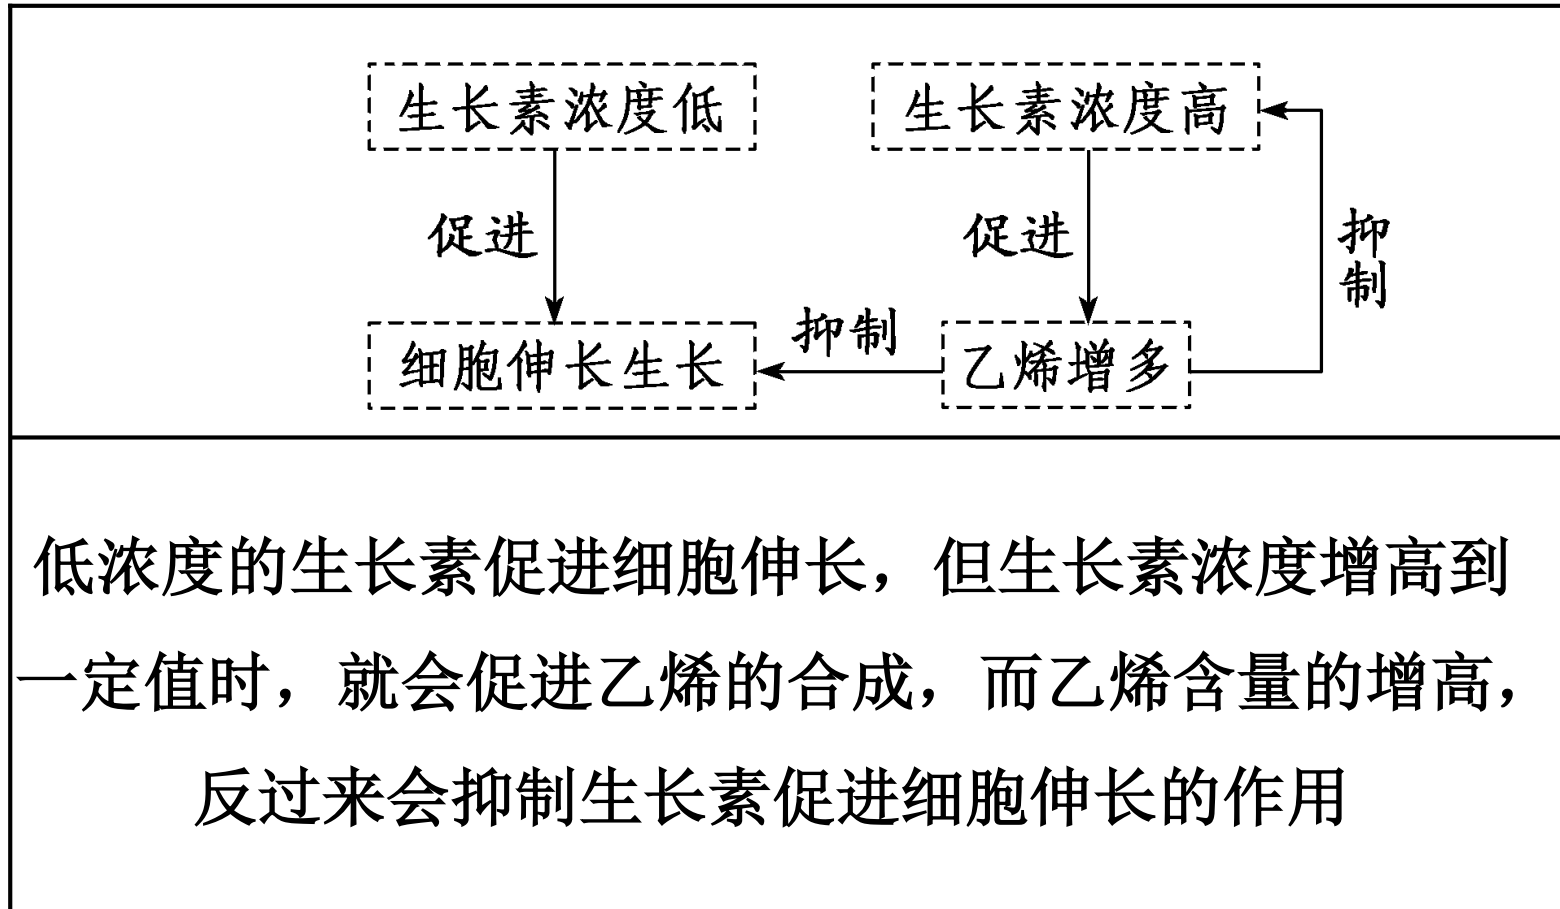 生长素浓度低
生长素浓度高
促进
促进
抑制
抑制
细胞伸长生长
乙烯增多
低浓度的生长素促进细胞伸长，但生长素浓度增高到
一定值时，就会促进乙烯的合成，而乙烯含量的增高，
反过来会抑制生长素促进细胞伸长的作用